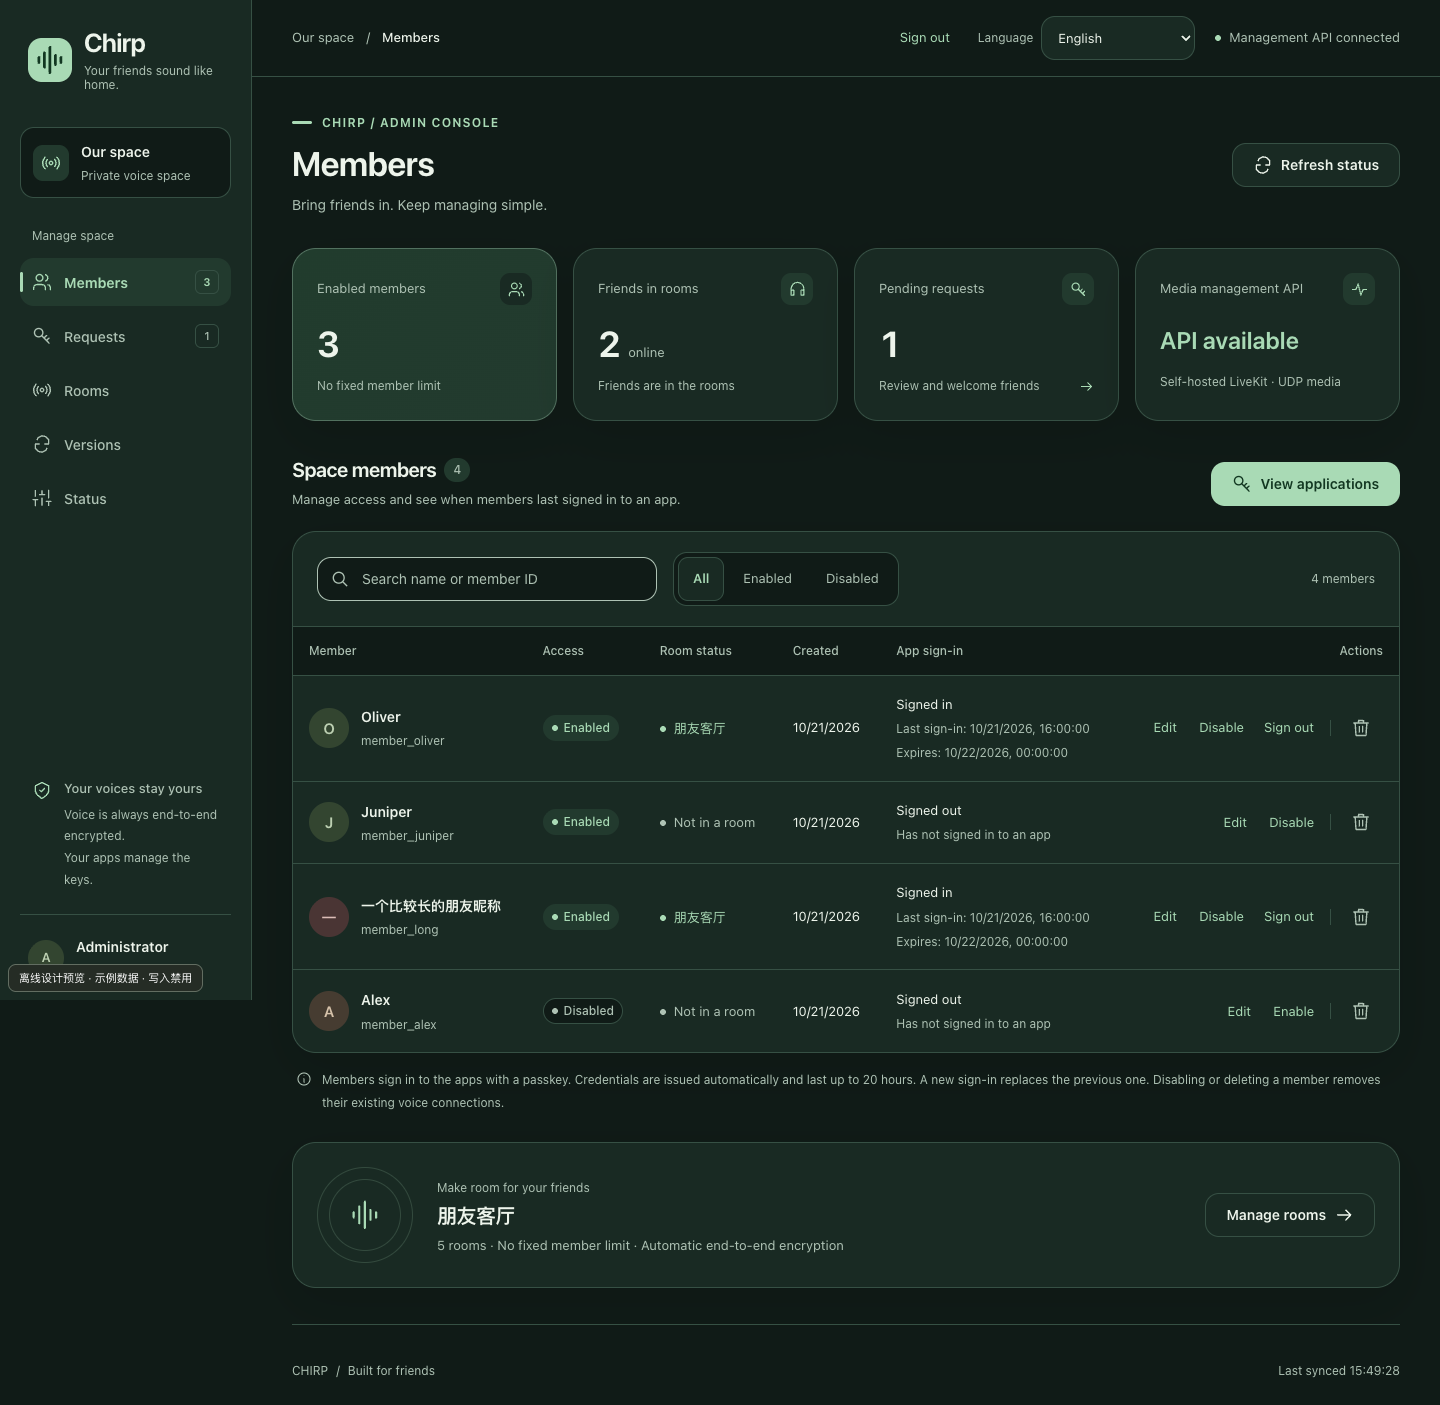 Chirp
Your friends sound like
home.
Our space
Private voice space
Manage space
Members 3
Requests 1
Rooms
Versions
Status
Your voices stay yours
Voice is always end-to-end
encrypted.
Your apps manage the
keys.
A Administrator
离线设计预览 · 示例数据 · 写入禁用
Our space / Members
Sign out Language English Management API connected
CHIRP / ADMIN CONSOLE
Members
Bring friends in. Keep managing simple.
Refresh status
Enabled members
3
No fixed member limit
Friends in rooms
2 online
Friends are in the rooms
Pending requests
1
Review and welcome friends →
Media management API
API available
Self-hosted LiveKit · UDP media
Space members 4
Manage access and see when members last signed in to an app.
View applications
Search name or member ID
All Enabled Disabled
4 members
Member Access Room status Created App sign-in Actions
O Oliver
member_oliver
Enabled
朋友客厅
10/21/2026
Signed in
Last sign-in: 10/21/2026, 16:00:00
Expires: 10/22/2026, 00:00:00
Edit Disable Sign out
J Juniper
member_juniper
Enabled
Not in a room
10/21/2026
Signed out
Has not signed in to an app
Edit Disable
一 一个比较长的朋友昵称
member_long
Enabled
朋友客厅
10/21/2026
Signed in
Last sign-in: 10/21/2026, 16:00:00
Expires: 10/22/2026, 00:00:00
Edit Disable Sign out
A Alex
member_alex
Disabled
Not in a room
10/21/2026
Signed out
Has not signed in to an app
Edit Enable
Members sign in to the apps with a passkey. Credentials are issued automatically and last up to 20 hours. A new sign-in replaces the previous one. Disabling or deleting a member removes
their existing voice connections.
Make room for your friends
朋友客厅
5 rooms · No fixed member limit · Automatic end-to-end encryption
Manage rooms →
CHIRP / Built for friends
Last synced 15:49:28